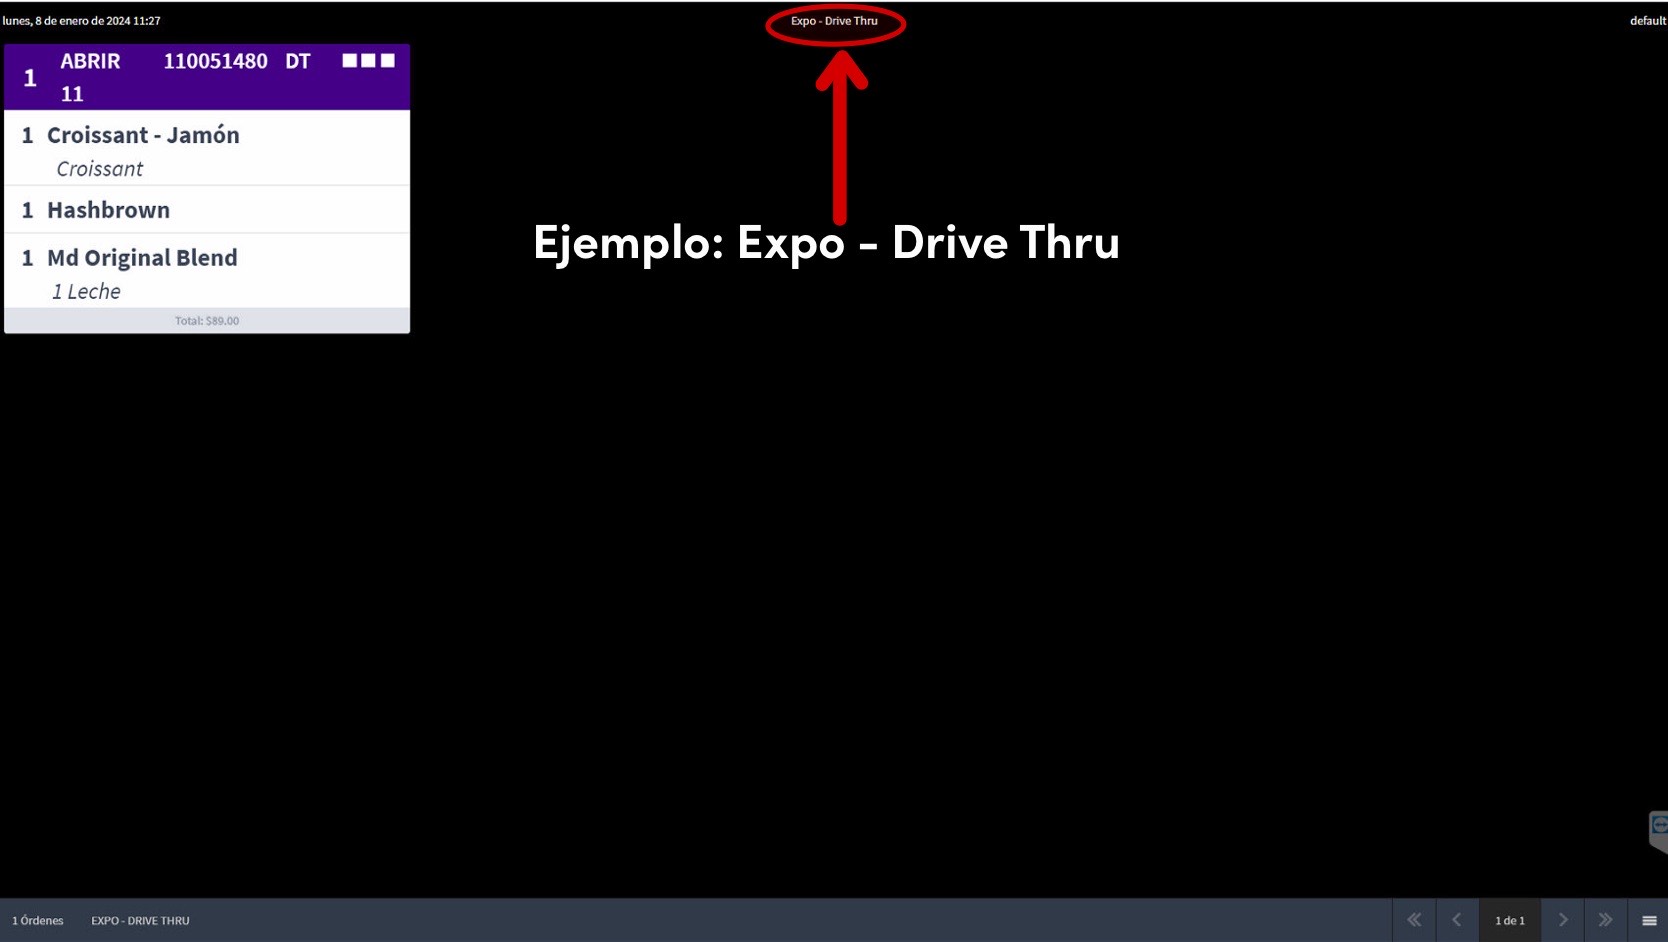 lunes, 8 de enero de 2024 11:27
Expo - Drive Thru
default
1 ABRIR 110051480 DT
11
1 Croissant - Jamón
Croissant
1 Hashbrown
1 Md Original Blend
1 Leche
Total: $89.00
Ejemplo: Expo - Drive Thru
1 Órdenes EXPO - DRIVE THRU 1 de 1